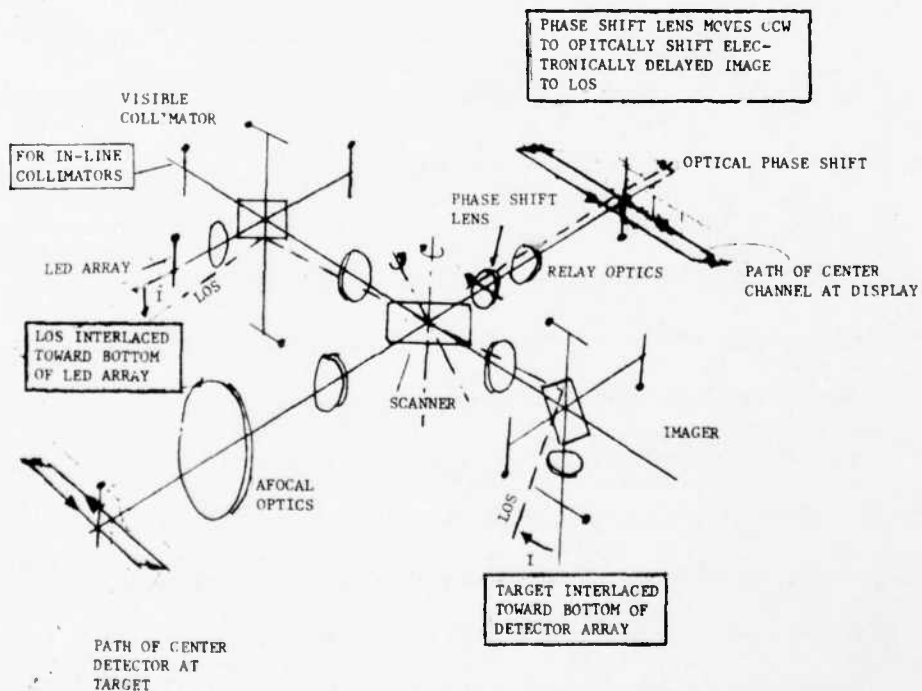 PHASE SHIFT LENS MOVES CCW
TO OPITCALLY SHIFT ELEC-
TRONICALLY DELAYED IMAGE
TO LOS
VISIBLE
COLLIMATOR
FOR IN-LINE
COLLIMATORS
OPTICAL PHASE SHIFT
PHASE SHIFT
LENS
LED ARRAY
I
LOS
RELAY OPTICS
PATH OF CENTER
CHANNEL AT DISPLAY
LOS INTERLACED
TOWARD BOTTOM
OF LED ARRAY
SCANNER
IMAGER
AFOCAL
OPTICS
LOS
I
TARGET INTERLACED
TOWARD BOTTOM OF
DETECTOR ARRAY
PATH OF CENTER
DETECTOR AT
TARGET